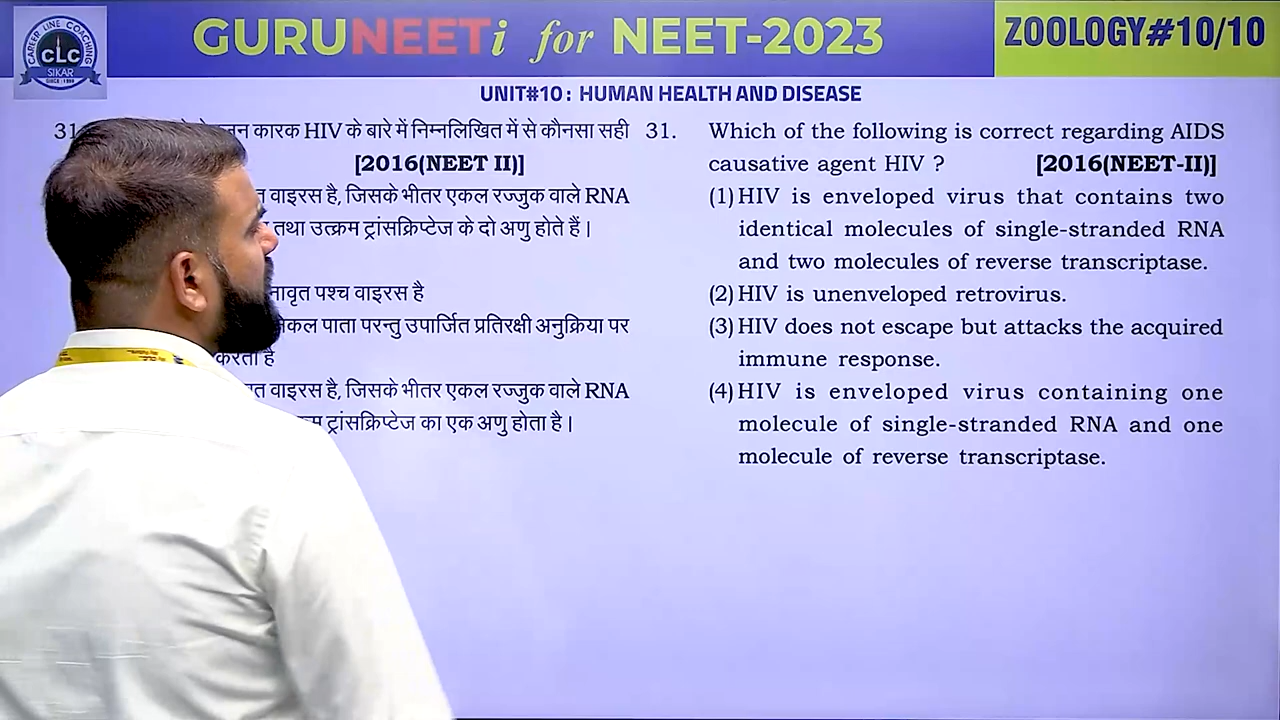 CAREER LINE COACHING
CLC
SIKAR
SINCE : 1996
GURUNEETi for NEET-2023
ZOOLOGY#10/10
UNIT#10 : HUMAN HEALTH AND DISEASE
31
कारक HIV के बारे में निम्नलिखित में से कौनसा सही
[2016(NEET II)]
वाइरस है, जिसके भीतर एकल रज्जुक वाले RNA
तथा उत्क्रम ट्रांसक्रिप्टेज के दो अणु होते हैं।
पश्च वाइरस है
पाता परन्तु उपार्जित प्रतिरक्षी अनुक्रिया पर
करता है
वाइरस है, जिसके भीतर एकल रज्जुक वाले RNA
ट्रांसक्रिप्टेज का एक अणु होता है।
31. Which of the following is correct regarding AIDS
causative agent HIV ? [2016(NEET-II)]
(1) HIV is enveloped virus that contains two
identical molecules of single-stranded RNA
and two molecules of reverse transcriptase.
(2) HIV is unenveloped retrovirus.
(3) HIV does not escape but attacks the acquired
immune response.
(4) HIV is enveloped virus containing one
molecule of single-stranded RNA and one
molecule of reverse transcriptase.